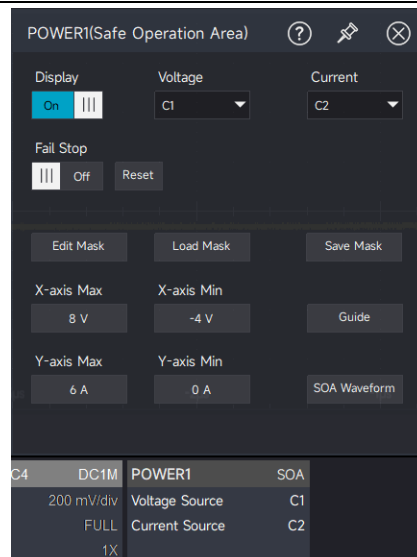 POWER1(Safe Operation Area) ?
Display Voltage Current
On C1 C2
Fail Stop
Off Reset
Edit Mask Load Mask Save Mask
X-axis Max X-axis Min
8 V -4 V Guide
Y-axis Max Y-axis Min
6 A 0 A SOA Waveform
C4 DC1M POWER1 SOA
200 mV/div Voltage Source C1
FULL Current Source C2
1X